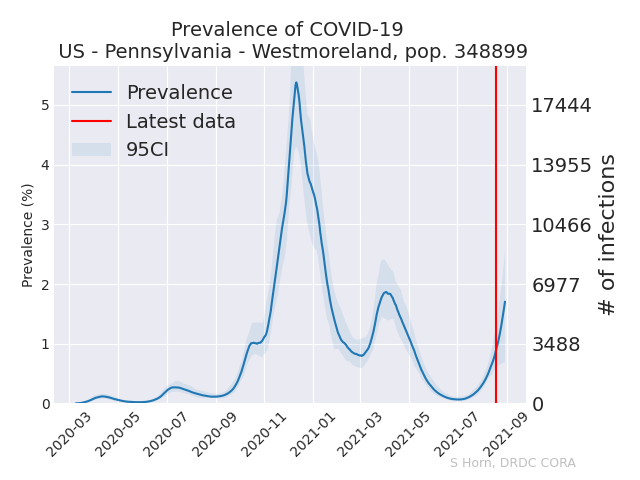 Prevalence of COVID-19
US - Pennsylvania - Westmoreland, pop. 348899
Prevalence
Latest data
95CI
Prevalence (%)
5
4
3
2
1
0
17444
13955
10466
6977
3488
0
# of infections
2020-03
2020-05
2020-07
2020-09
2020-11
2021-01
2021-03
2021-05
2021-07
2021-09
S Horn, DRDC CORA